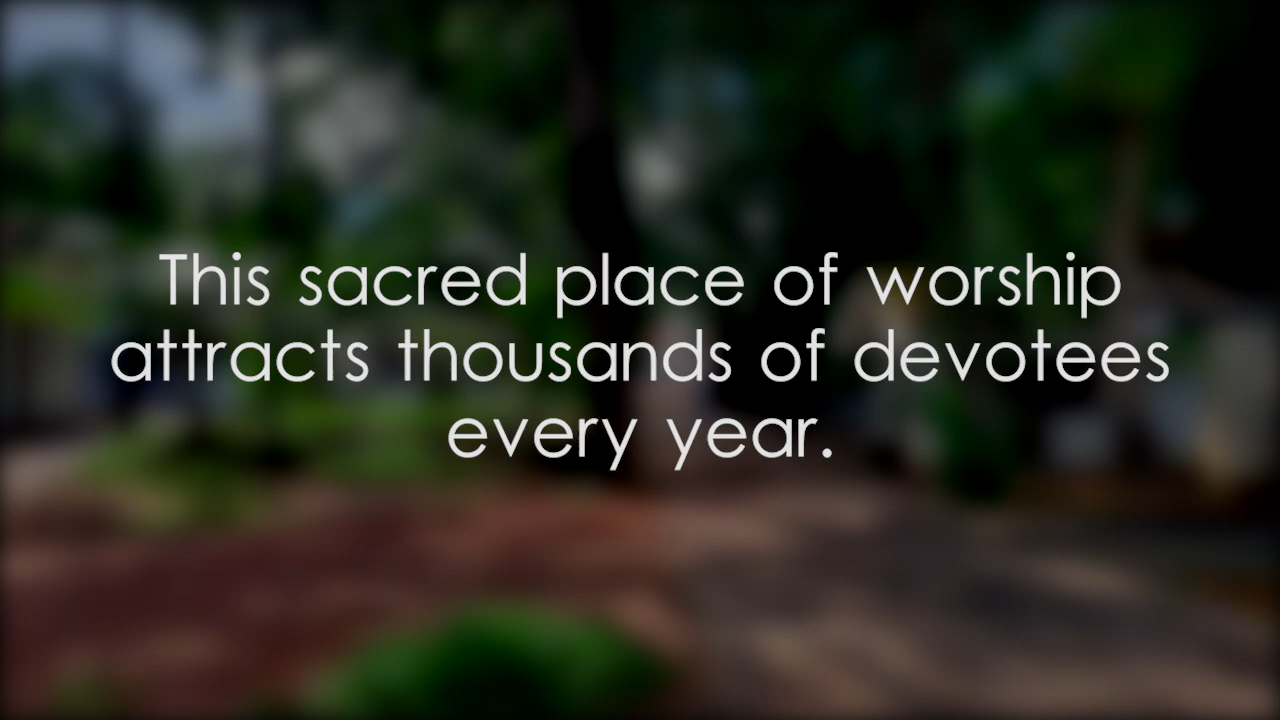 This sacred place of worship
attracts thousands of devotees
every year.